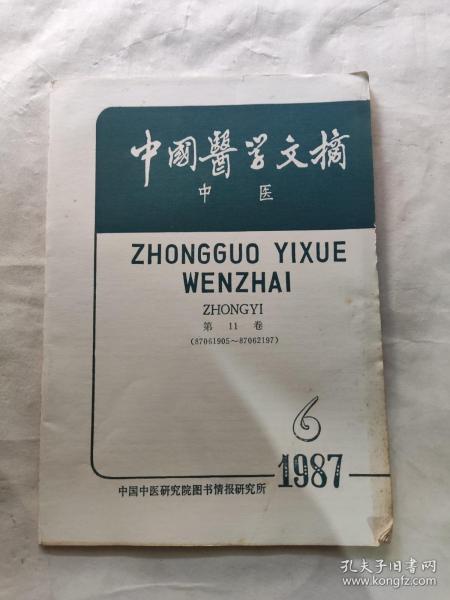 中國醫学文摘
中医
ZHONGGUO YIXUE
WENZHAI
ZHONGYI
第 11 卷
(87061905~87062197)
6
1987
中国中医研究院图书情报研究所
孔夫子旧书网
www.kongfz.com